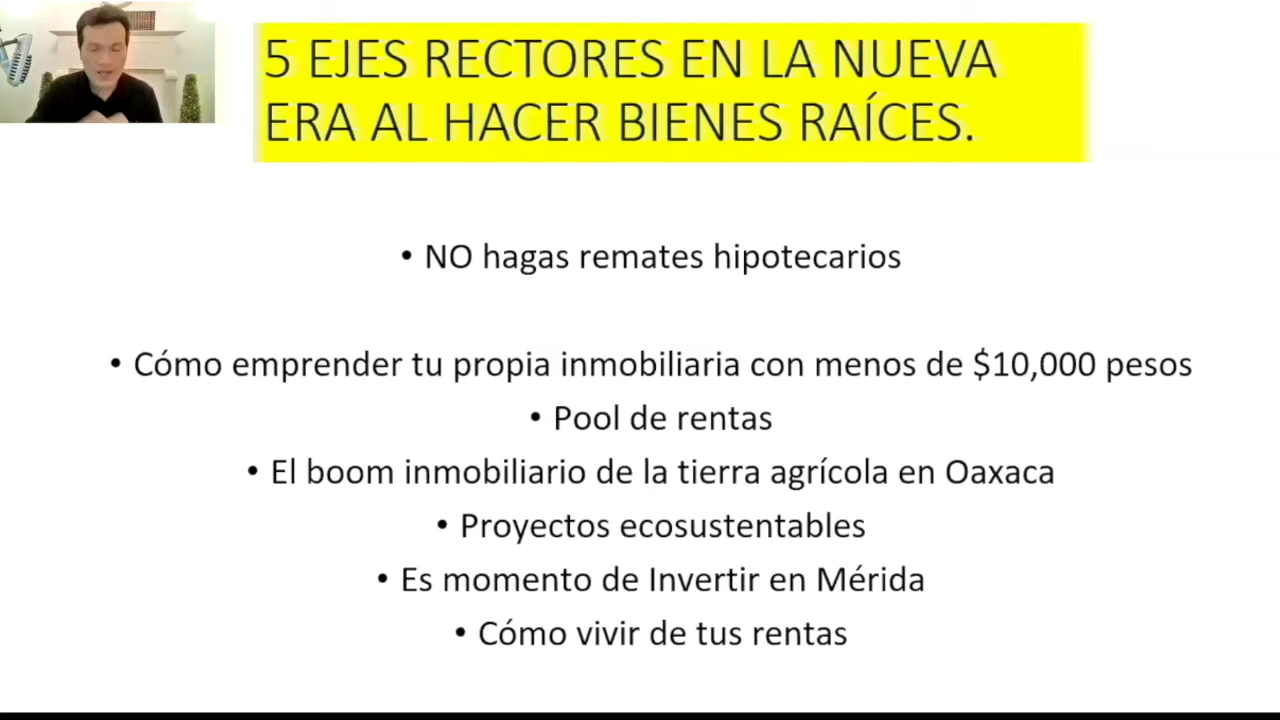 5 EJES RECTORES EN LA NUEVA
ERA AL HACER BIENES RAÍCES.
• NO hagas remates hipotecarios
• Cómo emprender tu propia inmobiliaria con menos de $10,000 pesos
• Pool de rentas
• El boom inmobiliario de la tierra agrícola en Oaxaca
• Proyectos ecosustentables
• Es momento de Invertir en Mérida
• Cómo vivir de tus rentas